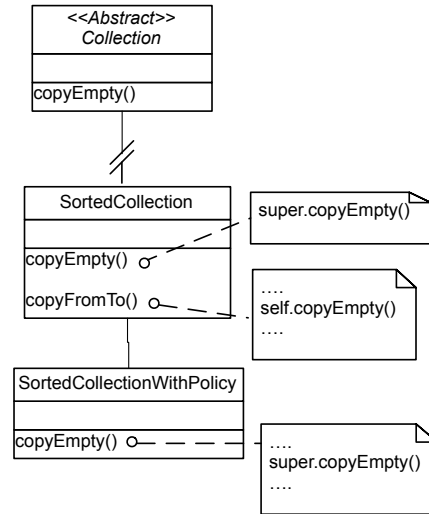 <<Abstract>>
Collection
copyEmpty()
SortedCollection
copyEmpty()
super.copyEmpty()
copyFromTo()
....
self.copyEmpty()
....
SortedCollectionWithPolicy
copyEmpty()
....
super.copyEmpty()
....